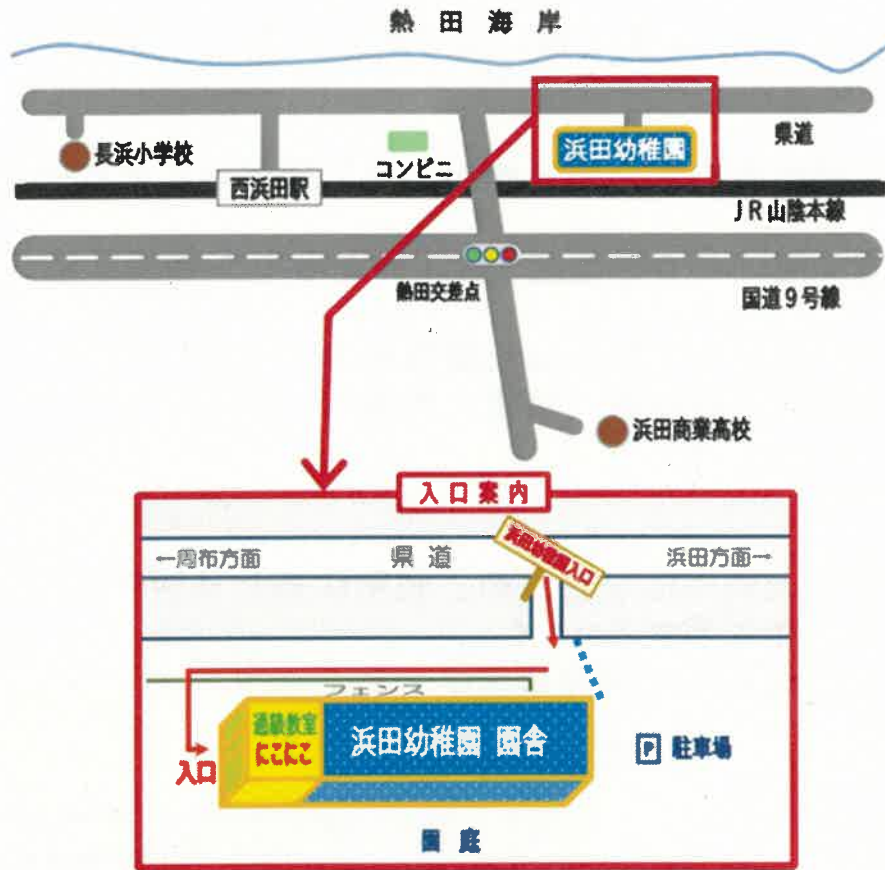 熱田海岸
県道
長浜小学校
コンビニ
浜田幼稚園
西浜田駅
JR山陰本線
熱田交差点
国道9号線
浜田商業高校
入口案内
←周布方面
県道
浜田幼稚園入口
浜田方面→
フェンス
通級教室
にこにこ
浜田幼稚園 園舎
入口
P 駐車場
園庭